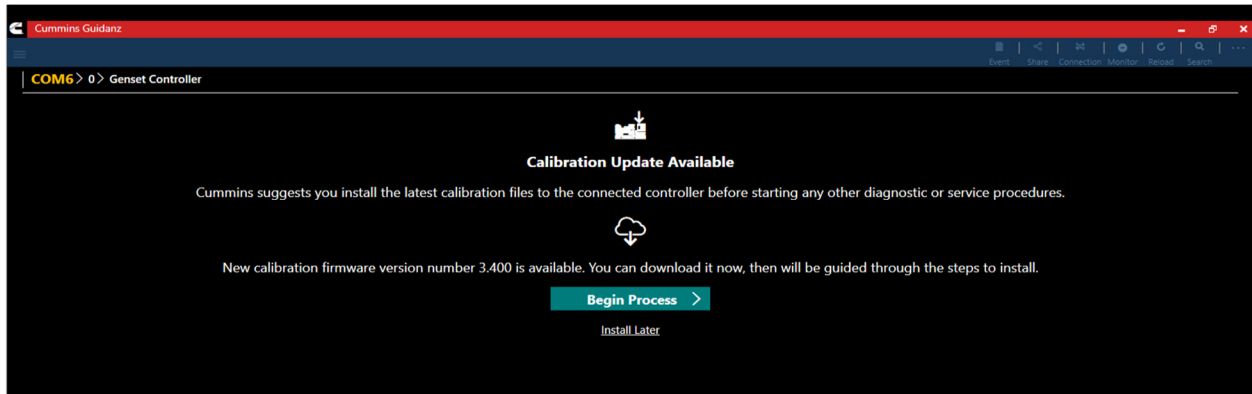 Cummins Guidanz
Event Share Connection Monitor Reload Search
COM6 > 0 > Genset Controller
Calibration Update Available
Cummins suggests you install the latest calibration files to the connected controller before starting any other diagnostic or service procedures.
New calibration firmware version number 3.400 is available. You can download it now, then will be guided through the steps to install.
Begin Process >
Install Later